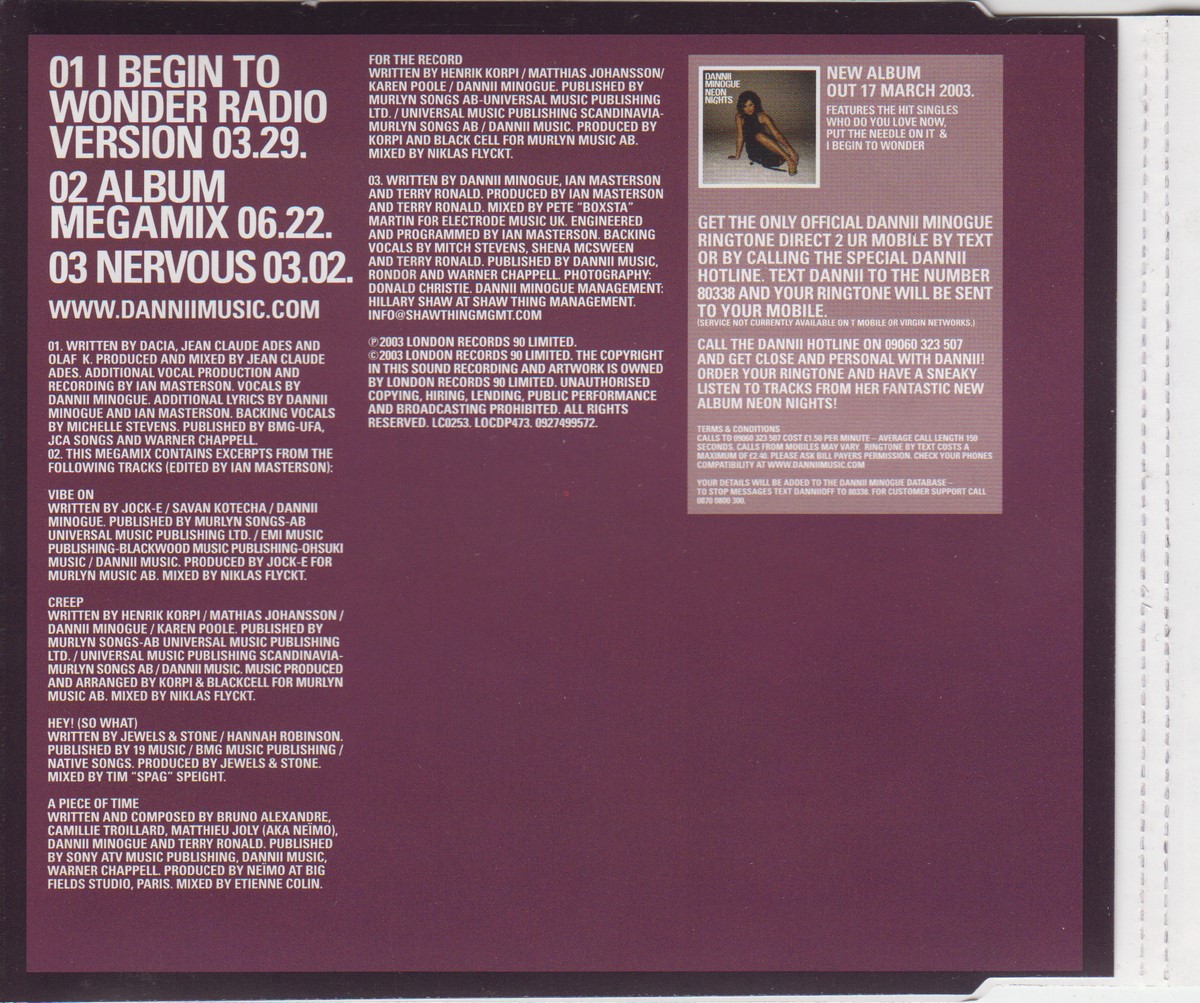 01 I BEGIN TO
WONDER RADIO
VERSION 03.29.
02 ALBUM
MEGAMIX 06.22.
03 NERVOUS 03.02.
WWW.DANNIIMUSIC.COM
01. WRITTEN BY DACIA, JEAN CLAUDE ADES AND
OLAF K. PRODUCED AND MIXED BY JEAN CLAUDE
ADES. ADDITIONAL VOCAL PRODUCTION AND
RECORDING BY IAN MASTERSON. VOCALS BY
DANNII MINOGUE. ADDITIONAL LYRICS BY DANNII
MINOGUE AND IAN MASTERSON. BACKING VOCALS
BY MICHELLE STEVENS. PUBLISHED BY BMG-UFA,
JCA SONGS AND WARNER CHAPPELL.
02. THIS MEGAMIX CONTAINS EXCERPTS FROM THE
FOLLOWING TRACKS (EDITED BY IAN MASTERSON):
VIBE ON
WRITTEN BY JOCK-E / SAVAN KOTECHA / DANNII
MINOGUE. PUBLISHED BY MURLYN SONGS-AB
UNIVERSAL MUSIC PUBLISHING LTD. / EMI MUSIC
PUBLISHING-BLACKWOOD MUSIC PUBLISHING-OHSUKI
MUSIC / DANNII MUSIC. PRODUCED BY JOCK-E FOR
MURLYN MUSIC AB. MIXED BY NIKLAS FLYCKT.
CREEP
WRITTEN BY HENRIK KORPI / MATHIAS JOHANSSON /
DANNII MINOGUE / KAREN POOLE. PUBLISHED BY
MURLYN SONGS-AB UNIVERSAL MUSIC PUBLISHING
LTD. / UNIVERSAL MUSIC PUBLISHING SCANDINAVIA-
MURLYN SONGS AB / DANNII MUSIC. MUSIC PRODUCED
AND ARRANGED BY KORPI & BLACKCELL FOR MURLYN
MUSIC AB. MIXED BY NIKLAS FLYCKT.
HEY! (SO WHAT)
WRITTEN BY JEWELS & STONE / HANNAH ROBINSON.
PUBLISHED BY 19 MUSIC / BMG MUSIC PUBLISHING /
NATIVE SONGS. PRODUCED BY JEWELS & STONE.
MIXED BY TIM “SPAG” SPEIGHT.
A PIECE OF TIME
WRITTEN AND COMPOSED BY BRUNO ALEXANDRE,
CAMILLIE TROILLARD, MATTHIEU JOLY (AKA NEÏMO),
DANNII MINOGUE AND TERRY RONALD. PUBLISHED
BY SONY ATV MUSIC PUBLISHING, DANNII MUSIC,
WARNER CHAPPELL. PRODUCED BY NEÏMO AT BIG
FIELDS STUDIO, PARIS. MIXED BY ETIENNE COLIN.
FOR THE RECORD
WRITTEN BY HENRIK KORPI / MATTHIAS JOHANSSON/
KAREN POOLE / DANNII MINOGUE. PUBLISHED BY
MURLYN SONGS AB-UNIVERSAL MUSIC PUBLISHING
LTD. / UNIVERSAL MUSIC PUBLISHING SCANDINAVIA-
MURLYN SONGS AB / DANNII MUSIC. PRODUCED BY
KORPI AND BLACK CELL FOR MURLYN MUSIC AB.
MIXED BY NIKLAS FLYCKT.
03. WRITTEN BY DANNII MINOGUE, IAN MASTERSON
AND TERRY RONALD. PRODUCED BY IAN MASTERSON
AND TERRY RONALD. MIXED BY PETE “BOXSTA”
MARTIN FOR ELECTRODE MUSIC UK. ENGINEERED
AND PROGRAMMED BY IAN MASTERSON. BACKING
VOCALS BY MITCH STEVENS, SHENA MCSWEEN
AND TERRY RONALD. PUBLISHED BY DANNII MUSIC,
RONDOR AND WARNER CHAPPELL. PHOTOGRAPHY:
DONALD CHRISTIE. DANNII MINOGUE MANAGEMENT:
HILLARY SHAW AT SHAW THING MANAGEMENT.
INFO@SHAWTHINGMGMT.COM
℗2003 LONDON RECORDS 90 LIMITED.
©2003 LONDON RECORDS 90 LIMITED. THE COPYRIGHT
IN THIS SOUND RECORDING AND ARTWORK IS OWNED
BY LONDON RECORDS 90 LIMITED. UNAUTHORISED
COPYING, HIRING, LENDING, PUBLIC PERFORMANCE
AND BROADCASTING PROHIBITED. ALL RIGHTS
RESERVED. LC0253. LOCDP473. 0927499572.
DANNII
MINOGUE
NEON
NIGHTS
NEW ALBUM
OUT 17 MARCH 2003.
FEATURES THE HIT SINGLES
WHO DO YOU LOVE NOW,
PUT THE NEEDLE ON IT &
I BEGIN TO WONDER
GET THE ONLY OFFICIAL DANNII MINOGUE
RINGTONE DIRECT 2 UR MOBILE BY TEXT
OR BY CALLING THE SPECIAL DANNII
HOTLINE. TEXT DANNII TO THE NUMBER
80338 AND YOUR RINGTONE WILL BE SENT
TO YOUR MOBILE.
(SERVICE NOT CURRENTLY AVAILABLE ON T MOBILE OR VIRGIN NETWORKS.)
CALL THE DANNII HOTLINE ON 09060 323 507
AND GET CLOSE AND PERSONAL WITH DANNII!
ORDER YOUR RINGTONE AND HAVE A SNEAKY
LISTEN TO TRACKS FROM HER FANTASTIC NEW
ALBUM NEON NIGHTS!
TERMS & CONDITIONS
CALLS TO 09060 323 507 COST £1.50 PER MINUTE – AVERAGE CALL LENGTH 150
SECONDS. CALLS FROM MOBILES MAY VARY. RINGTONE BY TEXT COSTS A
MAXIMUM OF £2.40. PLEASE ASK BILL PAYERS PERMISSION. CHECK YOUR PHONES
COMPATIBILITY AT WWW.DANNIIMUSIC.COM
YOUR DETAILS WILL BE ADDED TO THE DANNII MINOGUE DATABASE –
TO STOP MESSAGES TEXT DANNIIOFF TO 80338. FOR CUSTOMER SUPPORT CALL
0870 0800 300.